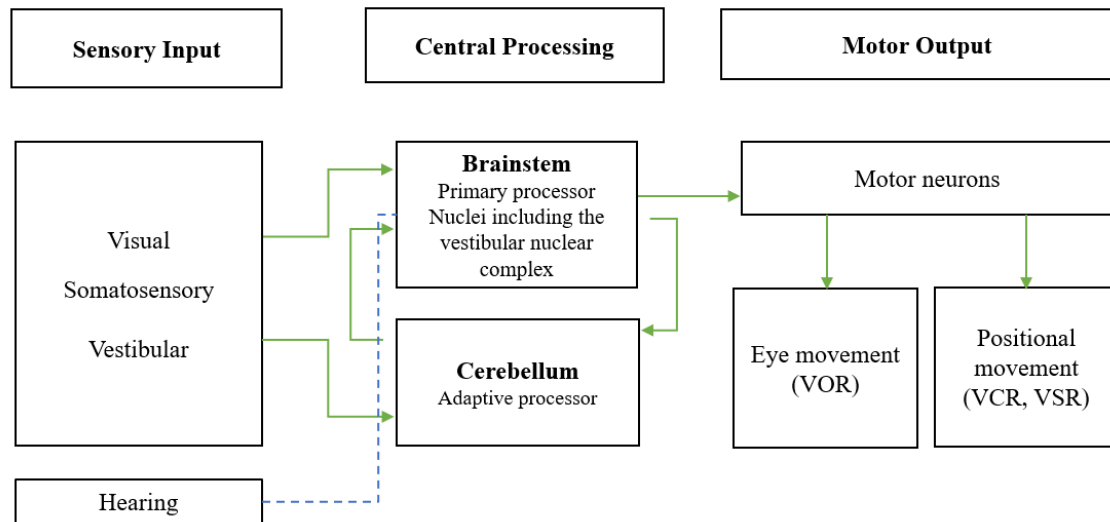 Sensory Input
Central Processing
Motor Output
Visual
Somatosensory
Vestibular
Hearing
Brainstem
Primary processor
Nuclei including the
vestibular nuclear
complex
Cerebellum
Adaptive processor
Motor neurons
Eye movement
(VOR)
Positional
movement
(VCR, VSR)